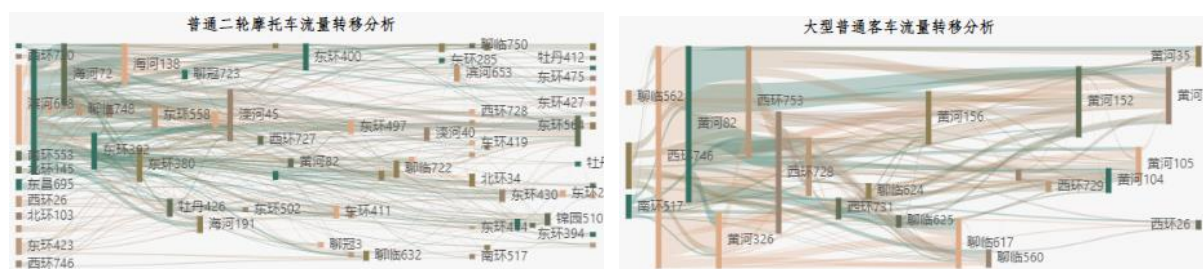 普通二轮摩托车流量转移分析
西环730
海河72
海河138
聊冠723
东环400
东环285
聊临750
滨河653
牡丹412
东环475
聊临748
东环558
滦河45
西环727
东环497
滦河40
西环728
东环419
东环427
东环564
南环553
北环145
东昌695
东环380
黄河82
聊临722
北环34
牡丹
西环26
北环103
牡丹426
东环502
东环411
东环430
东环2
海河191
锦园510
东环394
东环423
西环746
聊冠3
聊临632
南环517
大型普通客车流量转移分析
聊临562
黄河82
西环753
黄河156
黄河152
黄河35
黄河
西环746
西环728
聊临624
西环729
黄河104
黄河105
南环517
西环731
聊临625
西环26
黄河326
聊临617
聊临560